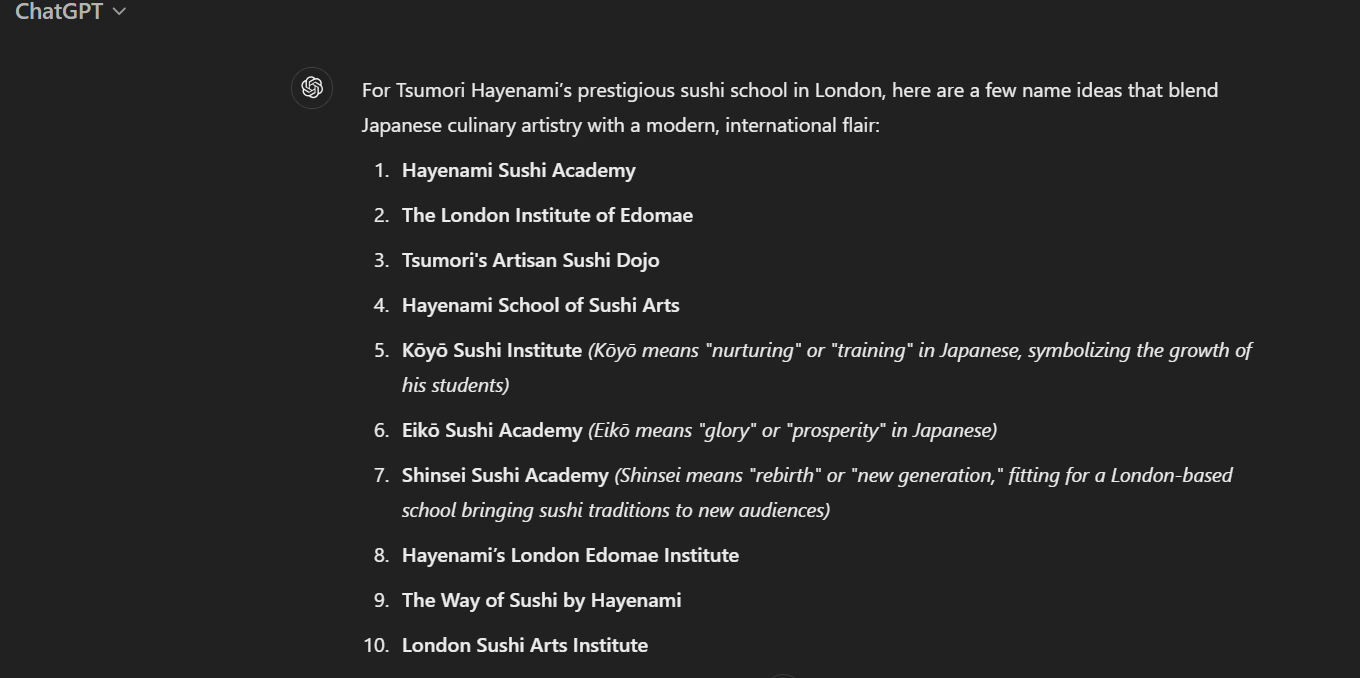 ChatGPT
For Tsumori Hayenami’s prestigious sushi school in London, here are a few name ideas that blend
Japanese culinary artistry with a modern, international flair:
1. Hayenami Sushi Academy
2. The London Institute of Edomae
3. Tsumori's Artisan Sushi Dojo
4. Hayenami School of Sushi Arts
5. Kōyō Sushi Institute (Kōyō means "nurturing" or "training" in Japanese, symbolizing the growth of
his students)
6. Eikō Sushi Academy (Eikō means "glory" or "prosperity" in Japanese)
7. Shinsei Sushi Academy (Shinsei means "rebirth" or "new generation," fitting for a London-based
school bringing sushi traditions to new audiences)
8. Hayenami’s London Edomae Institute
9. The Way of Sushi by Hayenami
10. London Sushi Arts Institute